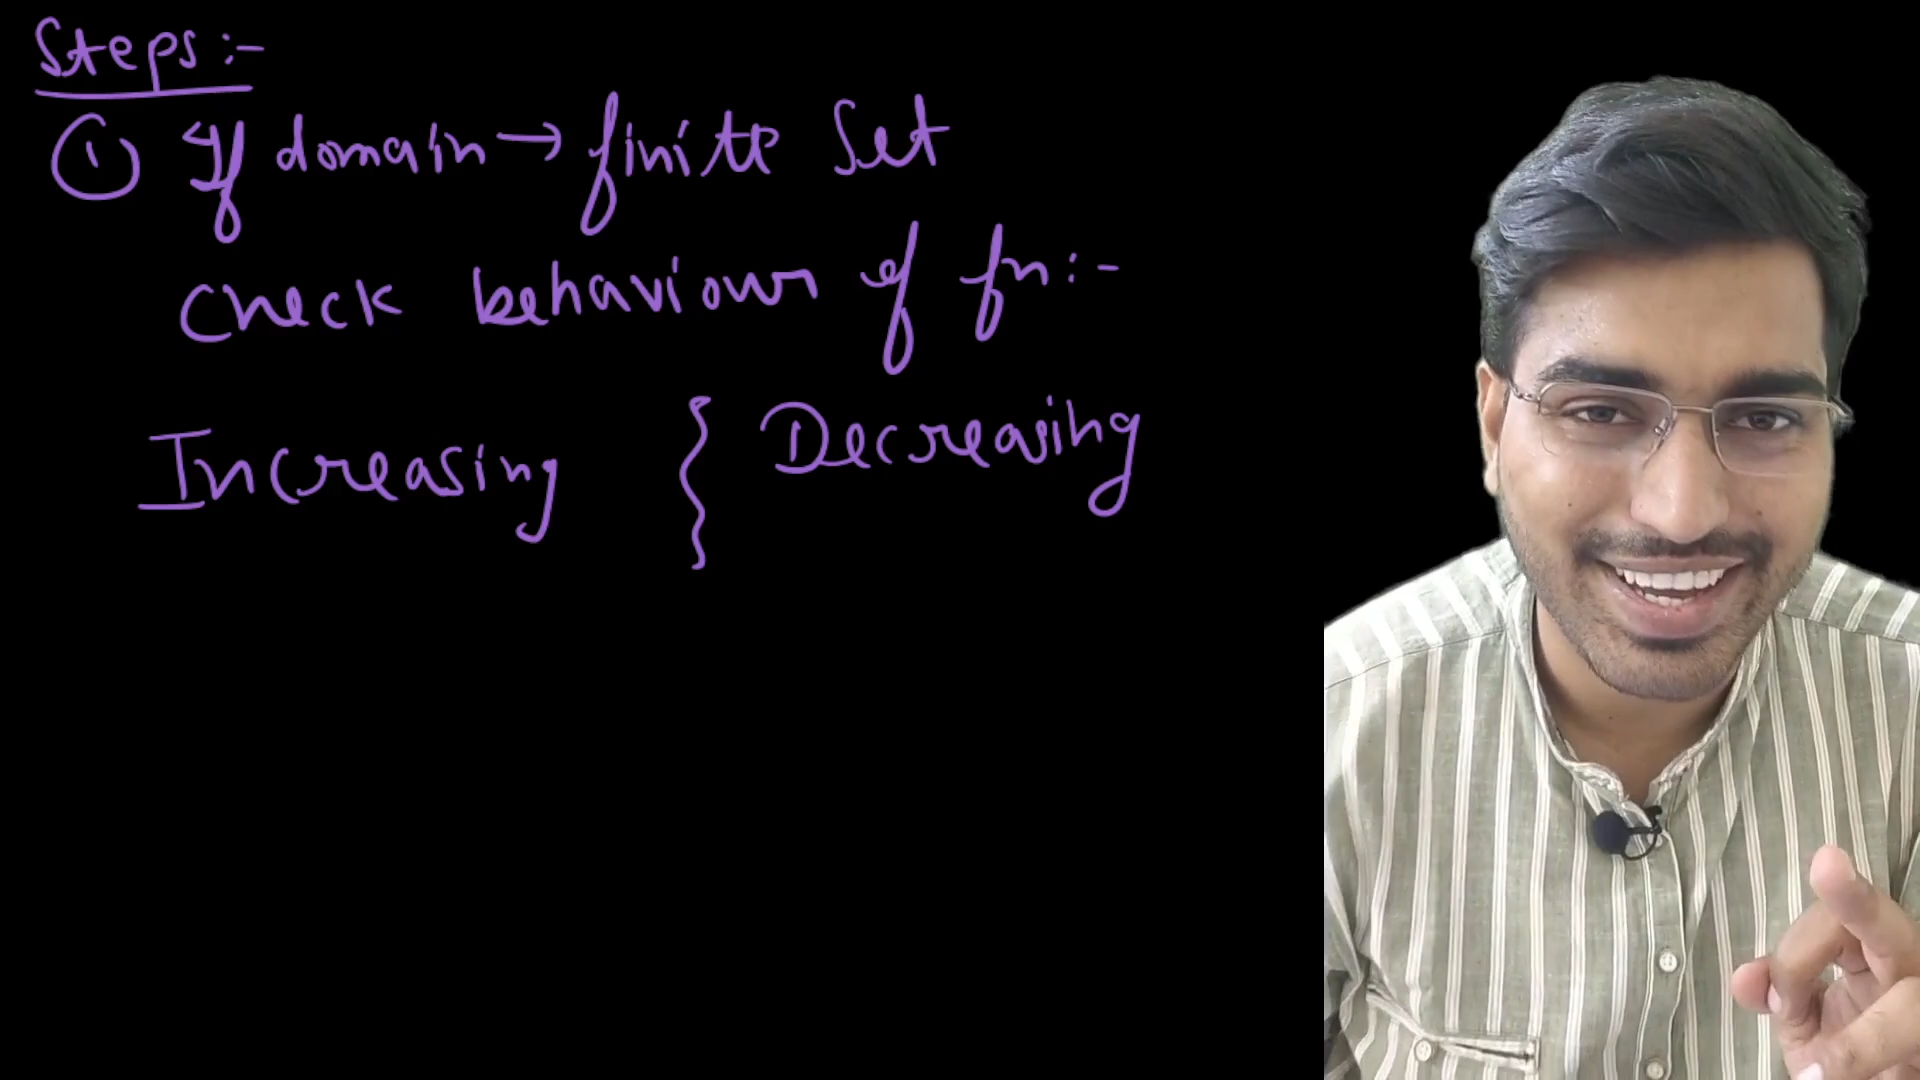 Steps :-
① If domain → finite Set
Check behaviour of fn :-
Increasing { Decreasing